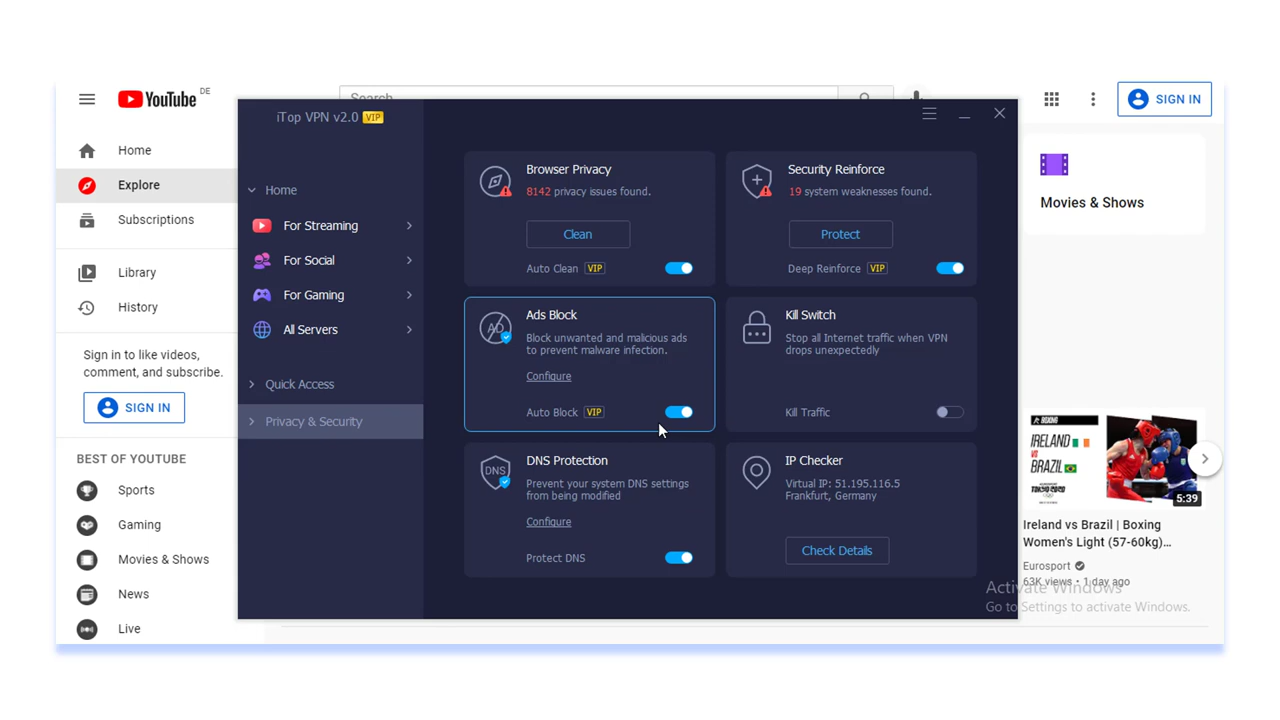 YouTube DE
Search
SIGN IN
Home
Explore
Subscriptions
Library
History
Sign in to like videos,
comment, and subscribe.
SIGN IN
BEST OF YOUTUBE
Sports
Gaming
Movies & Shows
News
Live
iTop VPN v2.0 VIP
Home
For Streaming
For Social
For Gaming
All Servers
Quick Access
Privacy & Security
Browser Privacy
8142 privacy issues found.
Clean
Auto Clean VIP
Security Reinforce
19 system weaknesses found.
Protect
Deep Reinforce VIP
AD
Ads Block
Block unwanted and malicious ads
to prevent malware infection.
Configure
Auto Block VIP
Kill Switch
Stop all Internet traffic when VPN
drops unexpectedly
Kill Traffic
DNS
DNS Protection
Prevent your system DNS settings
from being modified
Configure
Protect DNS
IP Checker
Virtual IP: 51.195.116.5
Frankfurt, Germany
Check Details
Movies & Shows
BOXING
IRELAND
VS
BRAZIL
TOKYO 2020
5:39
Ireland vs Brazil | Boxing
Women's Light (57-60kg)...
Eurosport
63K views • 1 day ago
Activate Windows
Go to Settings to activate Windows.